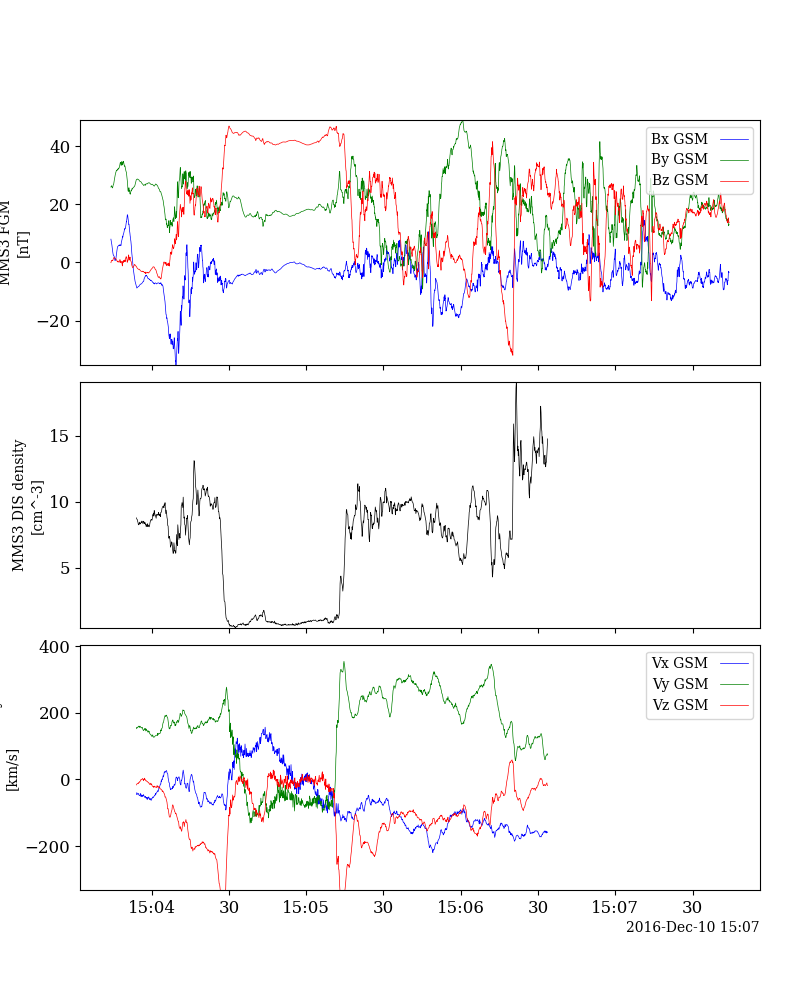 MMS3 FGM
[nT]
40
20
0
−20
Bx GSM
By GSM
Bz GSM
MMS3 DIS density
[cm^-3]
15
10
5
[km/s]
400
200
0
−200
Vx GSM
Vy GSM
Vz GSM
15:04
30
15:05
30
15:06
30
15:07
30
2016-Dec-10 15:07